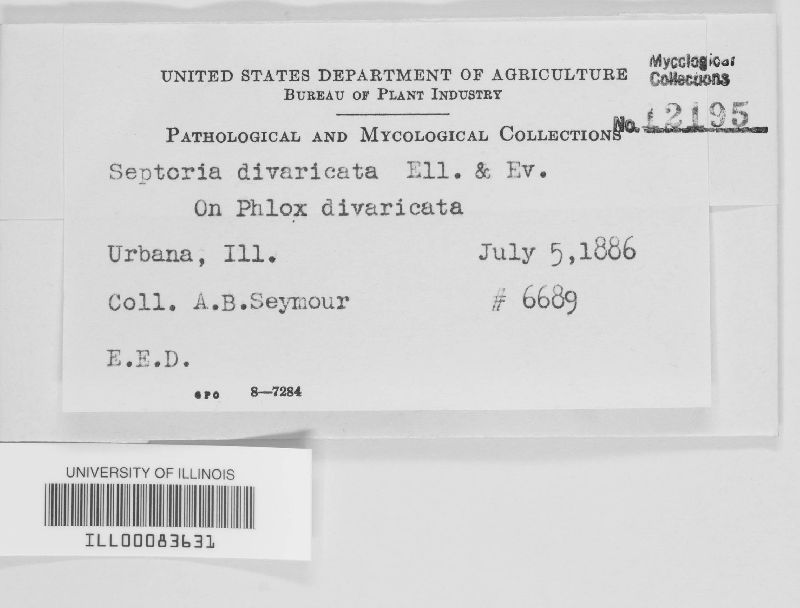 UNITED STATES DEPARTMENT OF AGRICULTURE
BUREAU OF PLANT INDUSTRY
Mycological
Collections
No. 12195
PATHOLOGICAL AND MYCOLOGICAL COLLECTIONS
Septoria divaricata Ell. & Ev.
On Phlox divaricata
Urbana, Ill. July 5, 1886
Coll. A.B.Seymour # 6689
E.E.D.
GPO 8—7284
UNIVERSITY OF ILLINOIS
ILL00083631